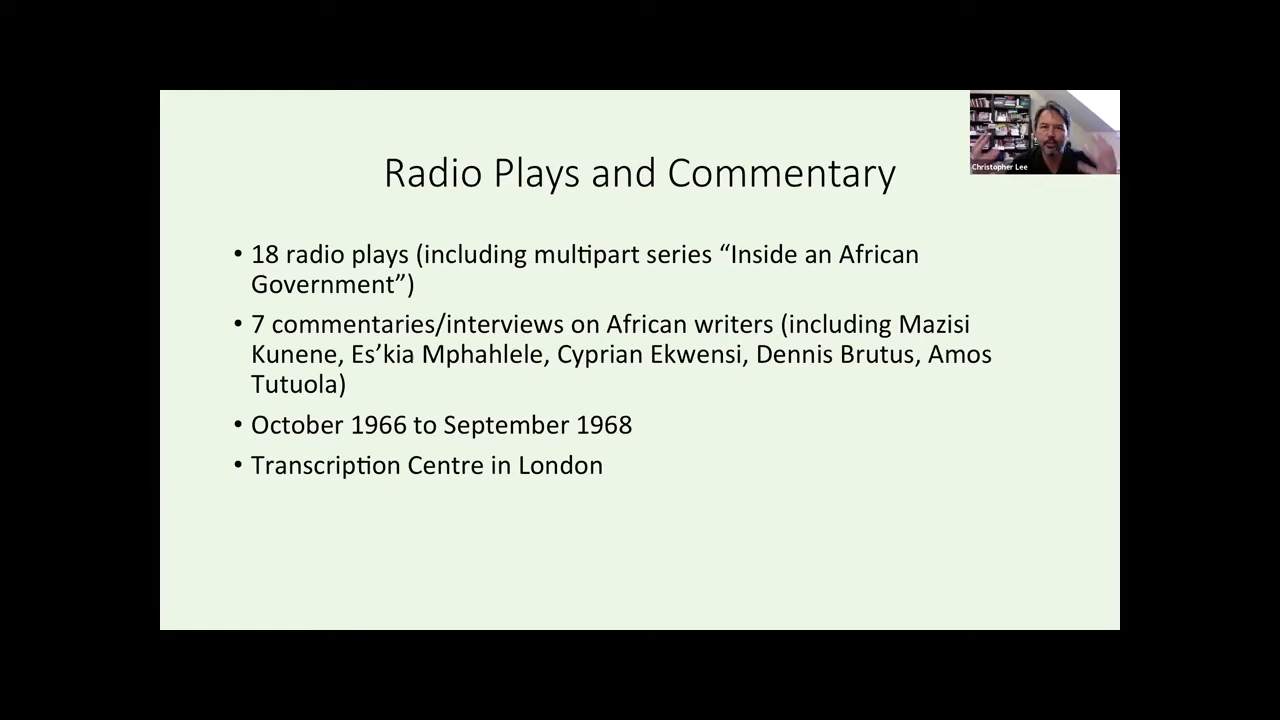 Christopher Lee
Radio Plays and Commentary
• 18 radio plays (including multipart series “Inside an African
Government”)
• 7 commentaries/interviews on African writers (including Mazisi
Kunene, Es’kia Mphahlele, Cyprian Ekwensi, Dennis Brutus, Amos
Tutuola)
• October 1966 to September 1968
• Transcription Centre in London